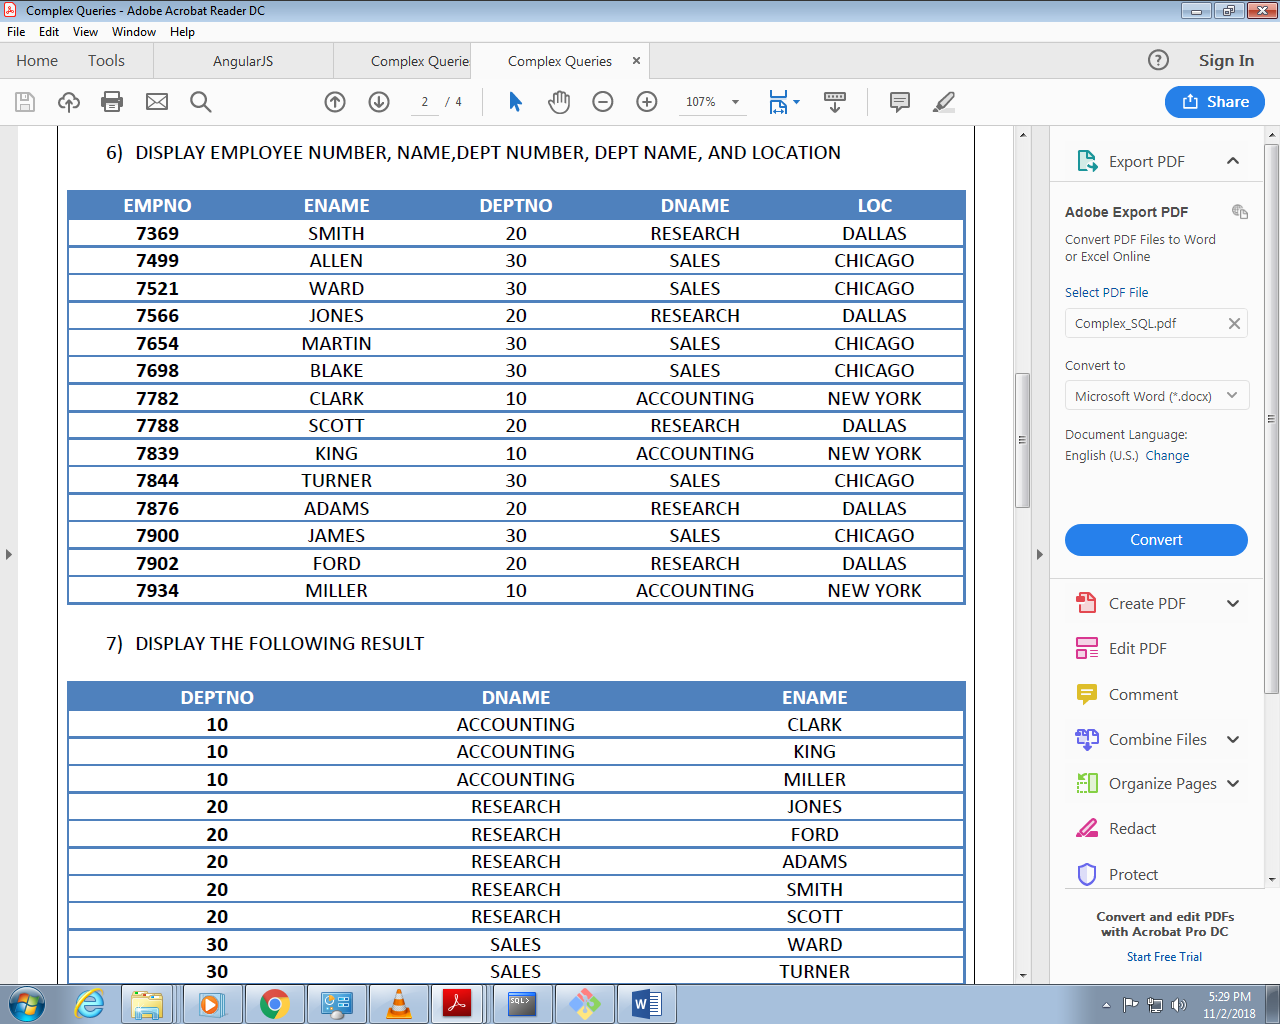 Complex Queries - Adobe Acrobat Reader DC
File Edit View Window Help
Home Tools AngularJS Complex Querie Complex Queries × ? Sign In
2 / 4 107% Share
6) DISPLAY EMPLOYEE NUMBER, NAME,DEPT NUMBER, DEPT NAME, AND LOCATION
EMPNO ENAME DEPTNO DNAME LOC
7369 SMITH 20 RESEARCH DALLAS
7499 ALLEN 30 SALES CHICAGO
7521 WARD 30 SALES CHICAGO
7566 JONES 20 RESEARCH DALLAS
7654 MARTIN 30 SALES CHICAGO
7698 BLAKE 30 SALES CHICAGO
7782 CLARK 10 ACCOUNTING NEW YORK
7788 SCOTT 20 RESEARCH DALLAS
7839 KING 10 ACCOUNTING NEW YORK
7844 TURNER 30 SALES CHICAGO
7876 ADAMS 20 RESEARCH DALLAS
7900 JAMES 30 SALES CHICAGO
7902 FORD 20 RESEARCH DALLAS
7934 MILLER 10 ACCOUNTING NEW YORK
7) DISPLAY THE FOLLOWING RESULT
DEPTNO DNAME ENAME
10 ACCOUNTING CLARK
10 ACCOUNTING KING
10 ACCOUNTING MILLER
20 RESEARCH JONES
20 RESEARCH FORD
20 RESEARCH ADAMS
20 RESEARCH SMITH
20 RESEARCH SCOTT
30 SALES WARD
30 SALES TURNER
Export PDF
Adobe Export PDF
Convert PDF Files to Word
or Excel Online
Select PDF File
Complex_SQL.pdf
Convert to
Microsoft Word (*.docx)
Document Language:
English (U.S.) Change
Convert
Create PDF
Edit PDF
Comment
Combine Files
Organize Pages
Redact
Protect
Convert and edit PDFs
with Acrobat Pro DC
Start Free Trial
SQL>
5:29 PM
11/2/2018